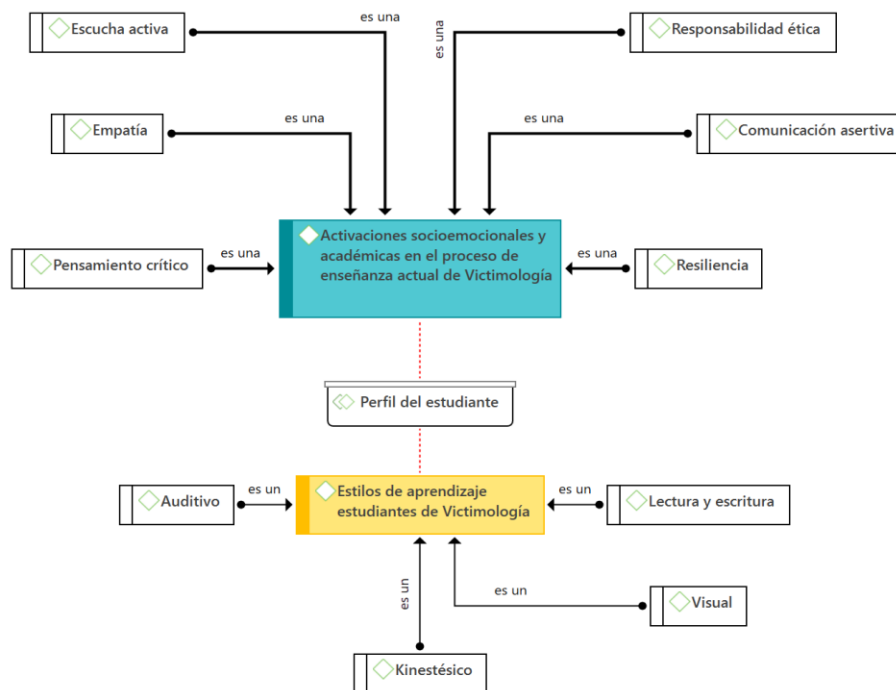 es una
Escucha activa
es una
Responsabilidad ética
es una
Empatía
es una
Comunicación asertiva
Activaciones socioemocionales y
académicas en el proceso de
enseñanza actual de Victimología
es una
Pensamiento crítico
es una
Resiliencia
Perfil del estudiante
Estilos de aprendizaje
estudiantes de Victimología
es un
Auditivo
es un
Lectura y escritura
es un
es un
Visual
Kinestésico